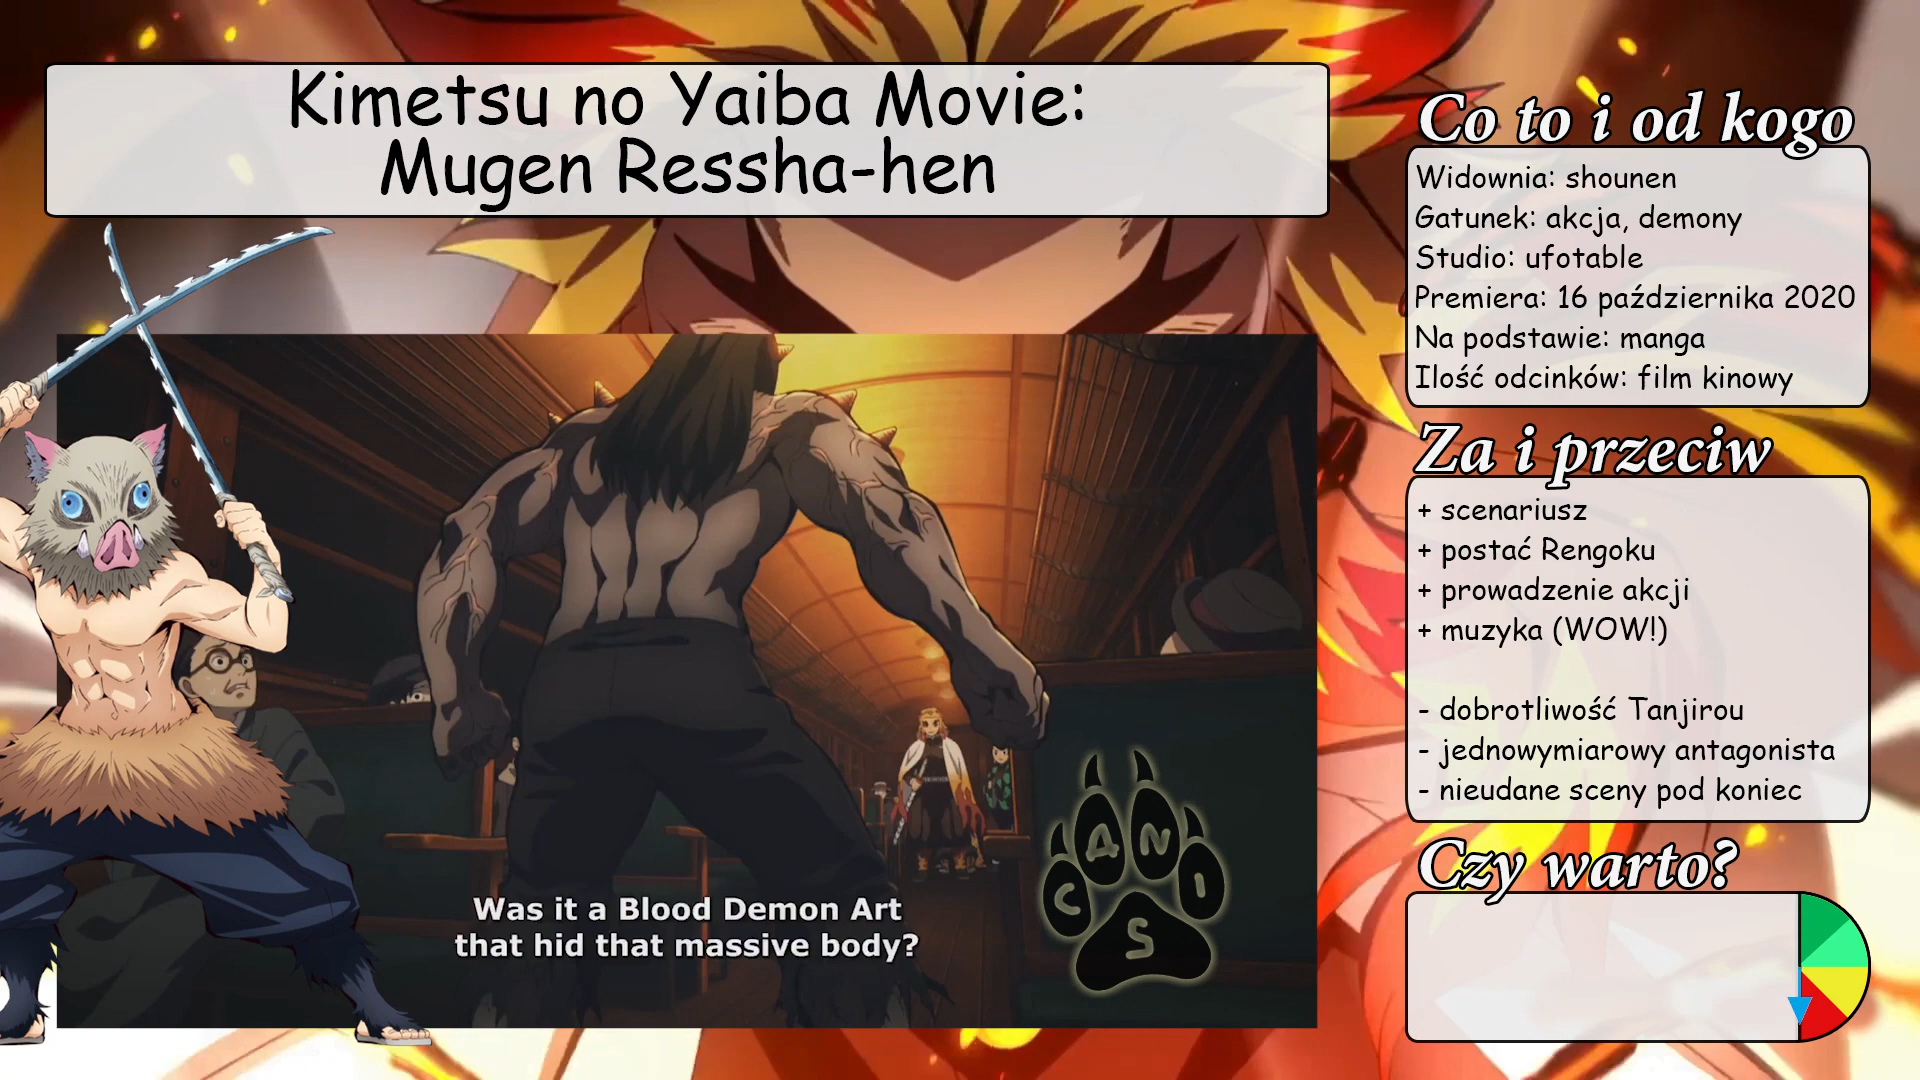 Kimetsu no Yaiba Movie:
Mugen Ressha-hen
Was it a Blood Demon Art
that hid that massive body?
CANO
S
Co to i od kogo
Widownia: shounen
Gatunek: akcja, demony
Studio: ufotable
Premiera: 16 października 2020
Na podstawie: manga
Ilość odcinków: film kinowy
Za i przeciw
+ scenariusz
+ postać Rengoku
+ prowadzenie akcji
+ muzyka (WOW!)
- dobrotliwość Tanjirou
- jednowymiarowy antagonista
- nieudane sceny pod koniec
Czy warto?